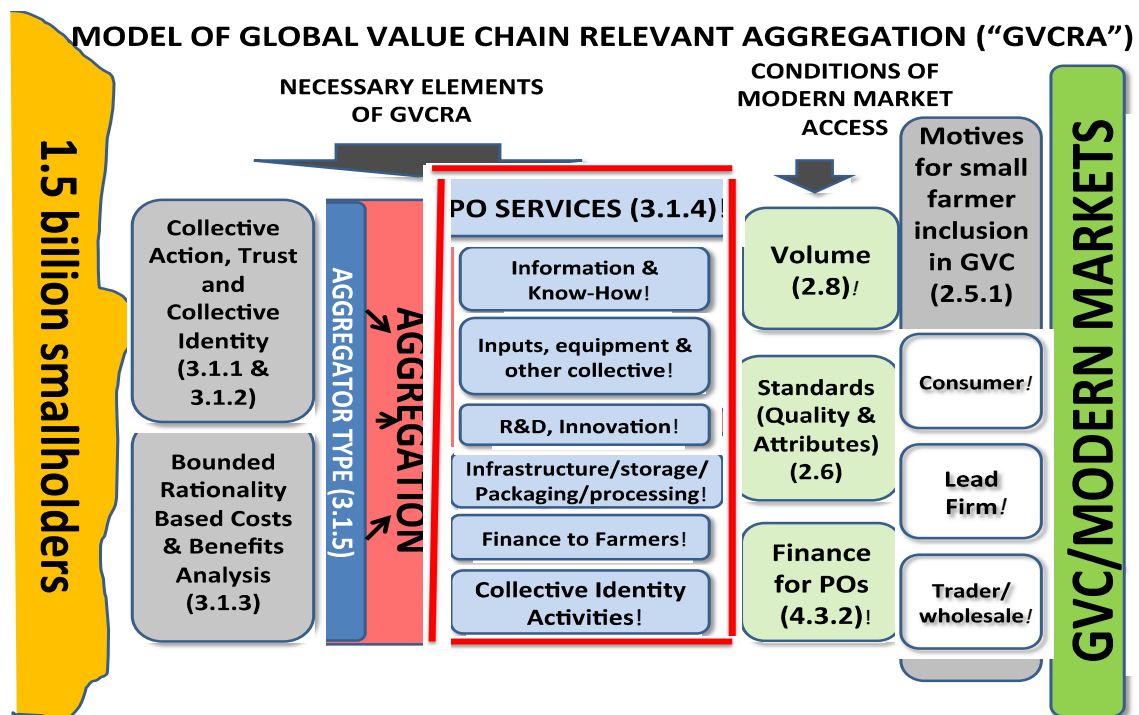 MODEL OF GLOBAL VALUE CHAIN RELEVANT AGGREGATION (“GVCRA”)
NECESSARY ELEMENTS
OF GVCRA
CONDITIONS OF
MODERN MARKET
ACCESS
1.5 billion smallholders
Collective
Action, Trust
and
Collective
Identity
(3.1.1 &
3.1.2)
Bounded
Rationality
Based Costs
& Benefits
Analysis
(3.1.3)
AGGREGATOR TYPE (3.1.5)
AGGREGATION
PO SERVICES (3.1.4)!
Information &
Know-How!
Inputs, equipment &
other collective!
R&D, Innovation!
Infrastructure/storage/
Packaging/processing!
Finance to Farmers!
Collective Identity
Activities!
Volume
(2.8)!
Standards
(Quality &
Attributes)
(2.6)
Finance
for POs
(4.3.2)!
Motives
for small
farmer
inclusion
in GVC
(2.5.1)
Consumer!
Lead
Firm!
Trader/
wholesale!
GVC/MODERN MARKETS